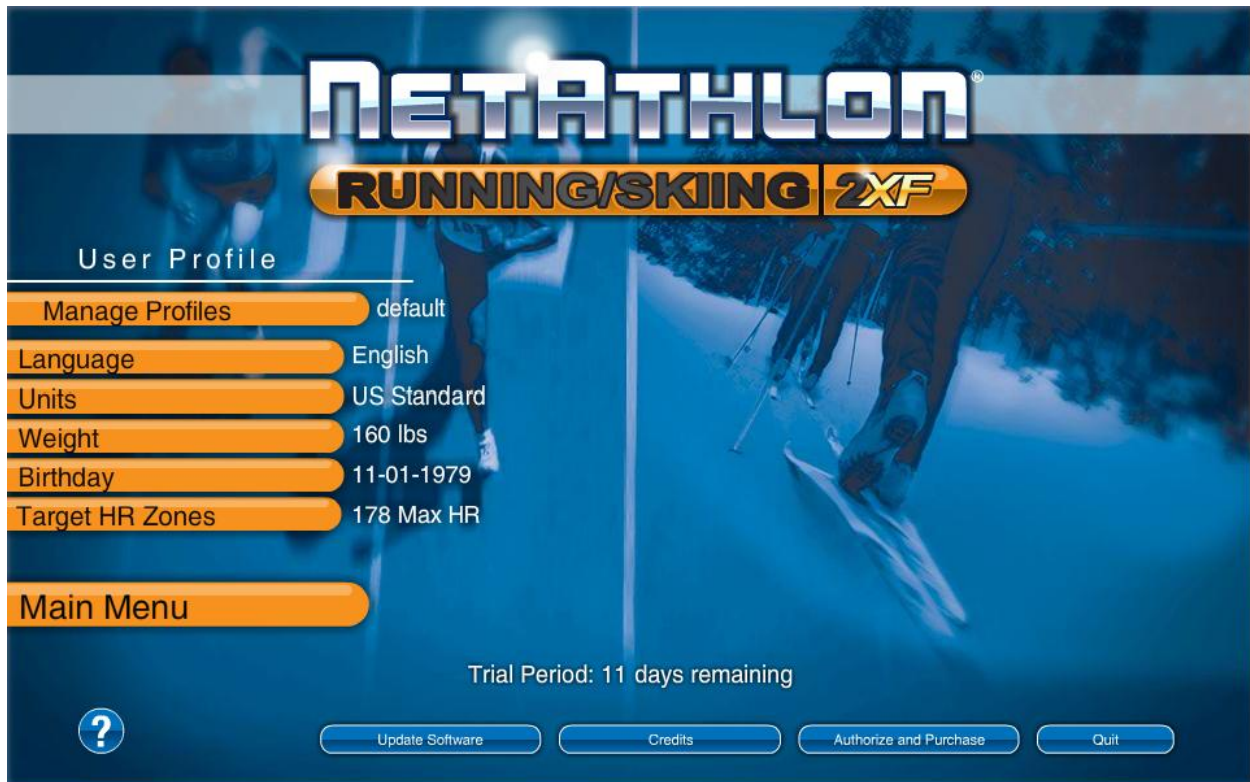 NETATHLON®
RUNNING/SKIING 2XF
User Profile
Manage Profiles default
Language English
Units US Standard
Weight 160 lbs
Birthday 11-01-1979
Target HR Zones 178 Max HR
Main Menu
Trial Period: 11 days remaining
? Update Software Credits Authorize and Purchase Quit